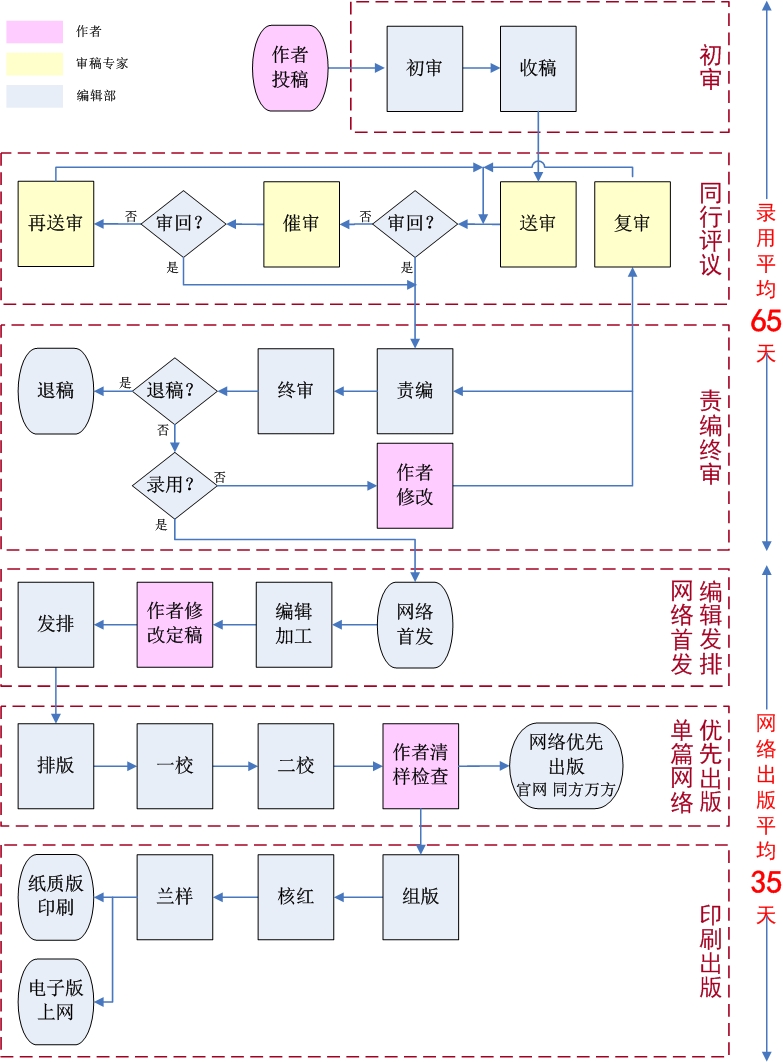 作者
审稿专家
编辑部
作者
投稿
初审
收稿
初审
再送审
否
审回？
是
催审
否
审回？
是
送审
复审
同行评议
录用平均
65
天
退稿
是
退稿？
否
终审
责编
录用？
否
是
作者
修改
责编终审
发排
作者修
改定稿
编辑
加工
网络
首发
编辑发排
网络首发
排版
一校
二校
作者清
样检查
网络优先
出版
官网 同方万方
优先出版
单篇网络
网络出版平均
35
天
纸质版
印刷
兰样
核红
组版
电子版
上网
印刷出版